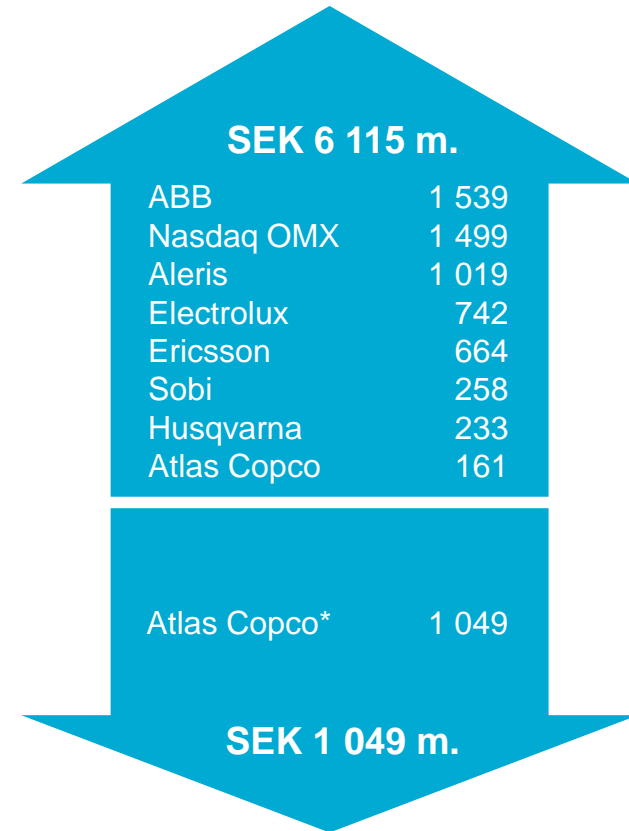 SEK 6 115 m.
ABB 1 539
Nasdaq OMX 1 499
Aleris 1 019
Electrolux 742
Ericsson 664
Sobi 258
Husqvarna 233
Atlas Copco 161
Atlas Copco* 1 049
SEK 1 049 m.